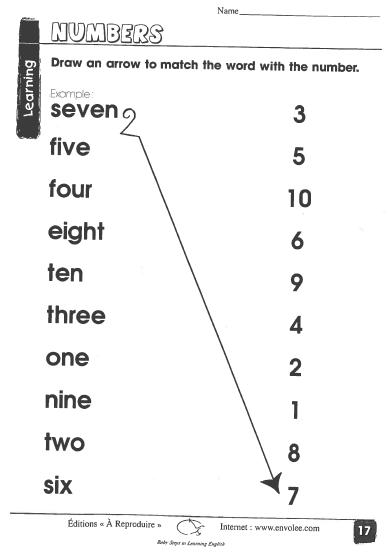 Name
NUMBERS
Learning
Draw an arrow to match the word with the number.
Example:
seven 3
five 5
four 10
eight 6
ten 9
three 4
one 2
nine 1
two 8
six 7
Éditions « À Reproduire » Internet : www.envolee.com 17
Baby Steps to Learning English